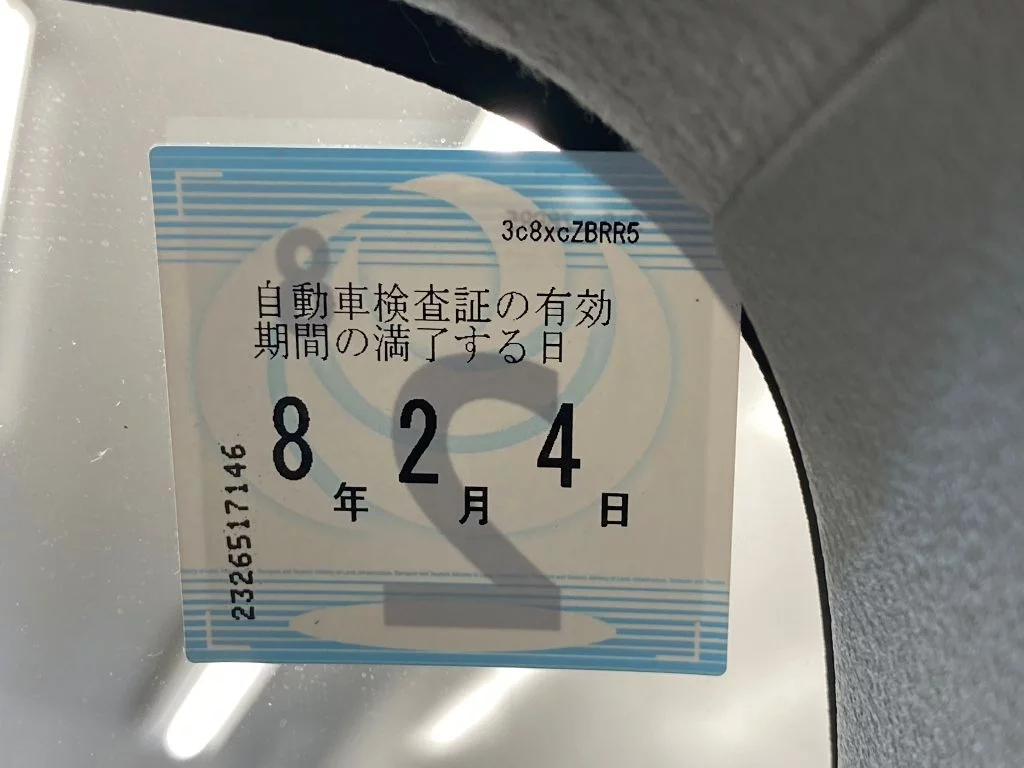 3c8xcZBRR5
自動車検査証の有効
期間の満了する日
8年 2月 4日
2326517146